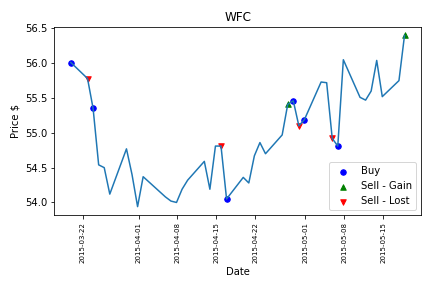 WFC
Price $
56.5
56.0
55.5
55.0
54.5
54.0
Buy
Sell - Gain
Sell - Lost
2015-03-22
2015-04-01
2015-04-08
2015-04-15
2015-04-22
2015-05-01
2015-05-08
2015-05-15
Date